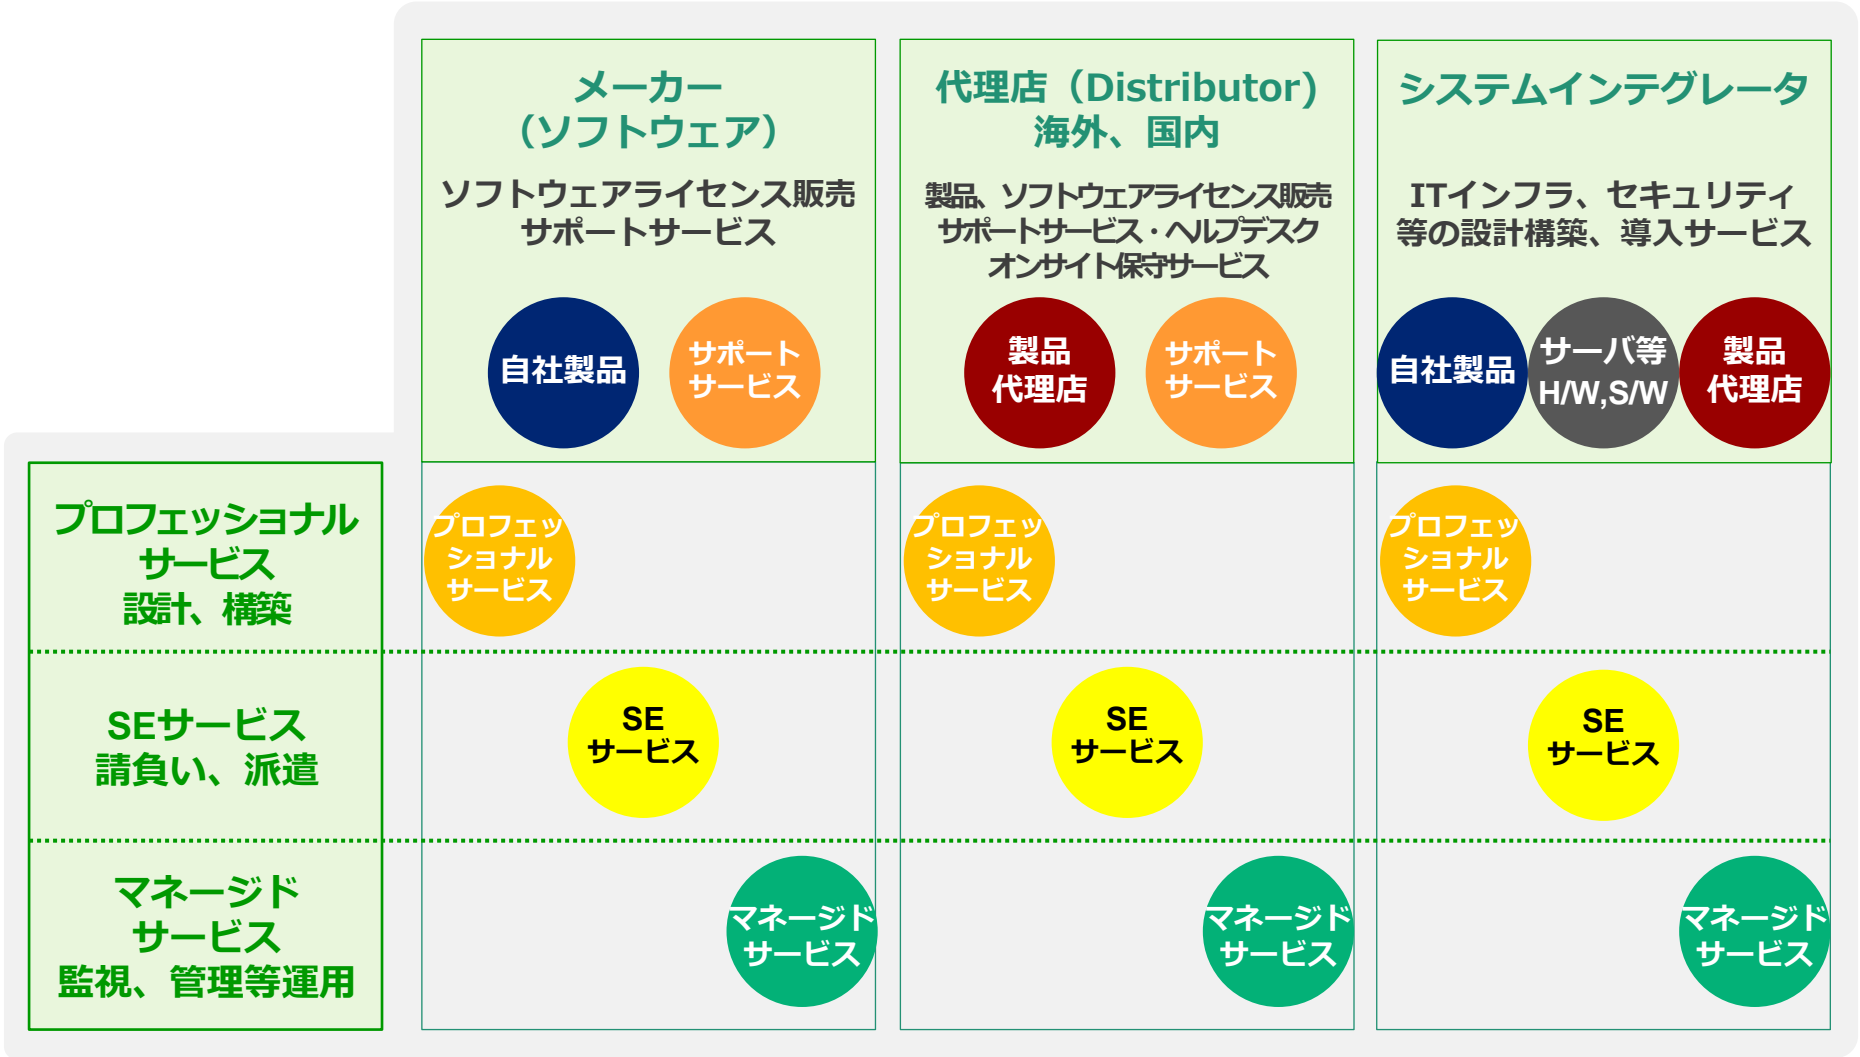 メーカー
（ソフトウェア）
ソフトウェアライセンス販売
サポートサービス
自社製品
サポート
サービス
代理店（Distributor)
海外、国内
製品、ソフトウェアライセンス販売
サポートサービス・ヘルプデスク
オンサイト保守サービス
製品
代理店
サポート
サービス
システムインテグレータ
ITインフラ、セキュリティ
等の設計構築、導入サービス
自社製品
サーバ等
H/W,S/W
製品
代理店
プロフェッショナル
サービス
設計、構築
プロフェッ
ショナル
サービス
プロフェッ
ショナル
サービス
プロフェッ
ショナル
サービス
SEサービス
請負い、派遣
SE
サービス
SE
サービス
SE
サービス
マネージド
サービス
監視、管理等運用
マネージド
サービス
マネージド
サービス
マネージド
サービス